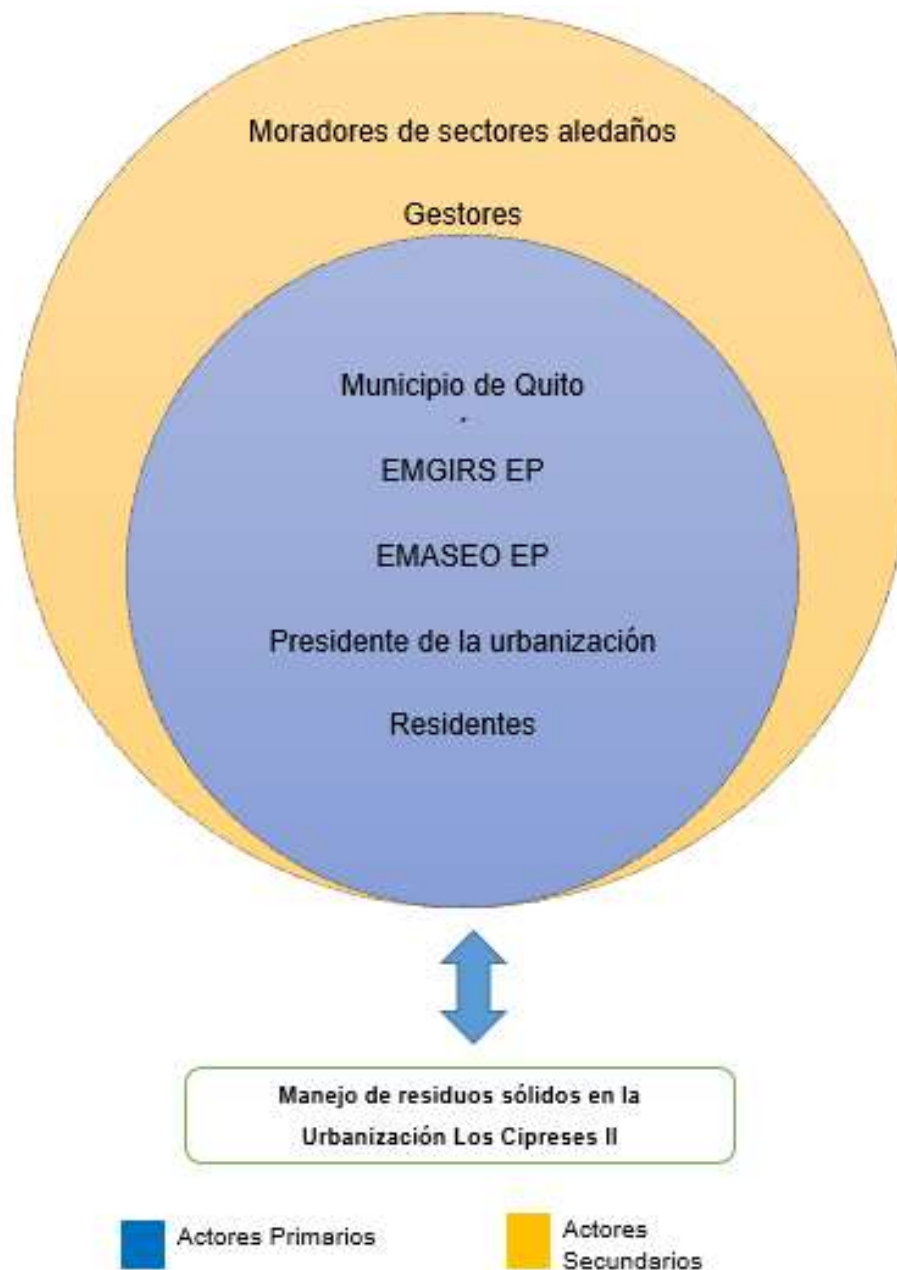 Moradores de sectores aledaños
Gestores
Municipio de Quito
EMGIRS EP
EMASEO EP
Presidente de la urbanización
Residentes
Manejo de residuos sólidos en la
Urbanización Los Cipreses II
Actores Primarios
Actores
Secundarios